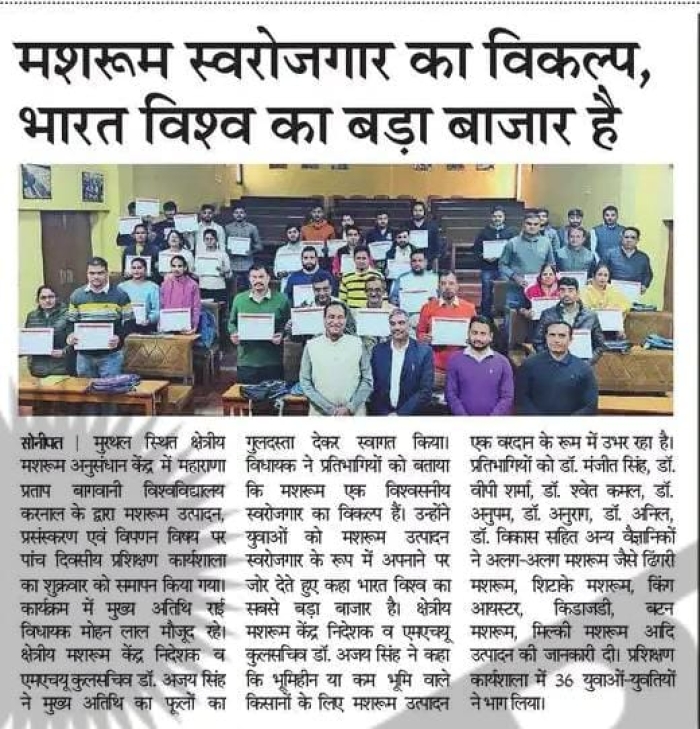 मशरूम स्वरोजगार का विकल्प,
भारत विश्व का बड़ा बाजार है
सोनीपत | मुरथल स्थित क्षेत्रीय
मशरूम अनुसंधान केंद्र में महाराणा
प्रताप बागवानी विश्वविद्यालय
करनाल के द्वारा मशरूम उत्पादन,
प्रसंस्करण एवं विपणन विषय पर
पांच दिवसीय प्रशिक्षण कार्यशाला
का शुक्रवार को समापन किया गया।
कार्यक्रम में मुख्य अतिथि राई
विधायक मोहन लाल मौजूद रहे।
क्षेत्रीय मशरूम केंद्र निदेशक व
एमएचयू कुलसचिव डॉ. अजय सिंह
ने मुख्य अतिथि का फूलों का
गुलदस्ता देकर स्वागत किया।
विधायक ने प्रतिभागियों को बताया
कि मशरूम एक विश्वसनीय
स्वरोजगार का विकल्प हैं। उन्होंने
युवाओं को मशरूम उत्पादन
स्वरोजगार के रूप में अपनाने पर
जोर देते हुए कहा भारत विश्व का
सबसे बड़ा बाजार है। क्षेत्रीय
मशरूम केंद्र निदेशक व एमएचयू
कुलसचिव डॉ. अजय सिंह ने कहा
कि भूमिहीन या कम भूमि वाले
किसानों के लिए मशरूम उत्पादन
एक वरदान के रूम में उभर रहा है।
प्रतिभागियों को डॉ. मंजीत सिंह, डॉ.
वीपी शर्मा, डॉ. श्वेत कमल, डॉ.
अनुपम, डॉ. अनुराग, डॉ. अनिल,
डॉ. विकास सहित अन्य वैज्ञानिकों
ने अलग-अलग मशरूम जैसे ढिंगरी
मशरूम, शिटाके मशरूम, किंग
आयस्टर, किडाजडी, बटन
मशरूम, मिल्की मशरूम आदि
उत्पादन की जानकारी दी। प्रशिक्षण
कार्यशाला में 36 युवाओं-युवतियों
ने भाग लिया।